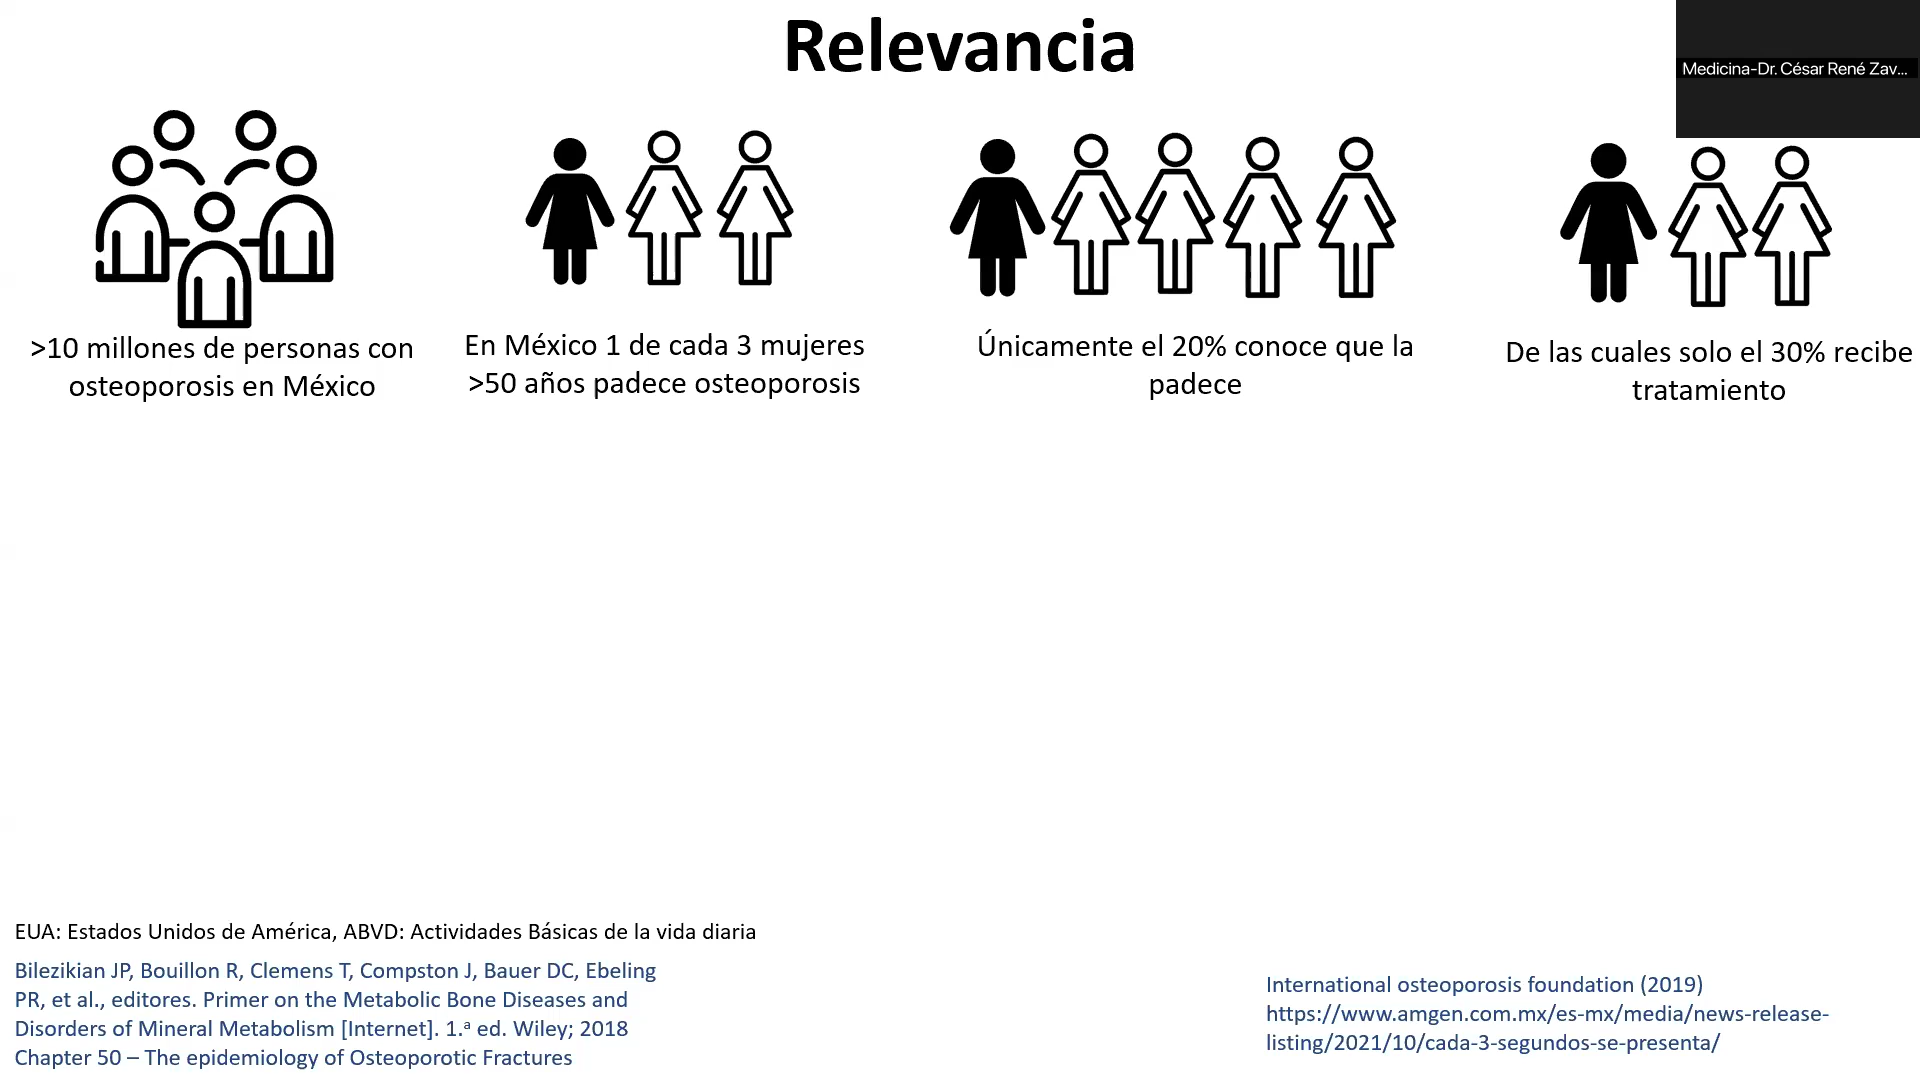 Relevancia
Medicina-Dr. César René Zav...
>10 millones de personas con
osteoporosis en México
En México 1 de cada 3 mujeres
>50 años padece osteoporosis
Únicamente el 20% conoce que la
padece
De las cuales solo el 30% recibe
tratamiento
EUA: Estados Unidos de América, ABVD: Actividades Básicas de la vida diaria
Bilezikian JP, Bouillon R, Clemens T, Compston J, Bauer DC, Ebeling
PR, et al., editores. Primer on the Metabolic Bone Diseases and
Disorders of Mineral Metabolism [Internet]. 1.ª ed. Wiley; 2018
Chapter 50 – The epidemiology of Osteoporotic Fractures
International osteoporosis foundation (2019)
https://www.amgen.com.mx/es-mx/media/news-release-
listing/2021/10/cada-3-segundos-se-presenta/